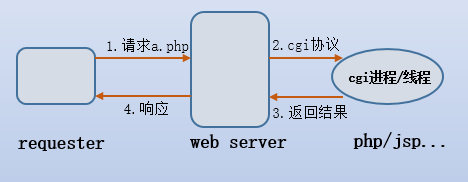 1.请求a.php
2.cgi协议
cgi进程/线程
4.响应
3.返回结果
requester
web server
php/jsp...